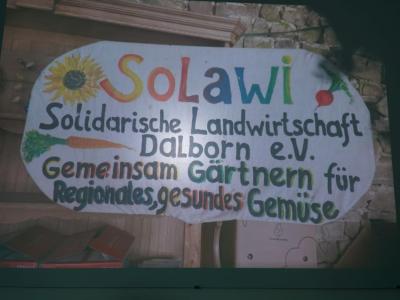 SoLawi
Solidarische Landwirtschaft
Dalborn e.V.
Gemeinsam Gärtnern für
Regionales, gesundes Gemüse